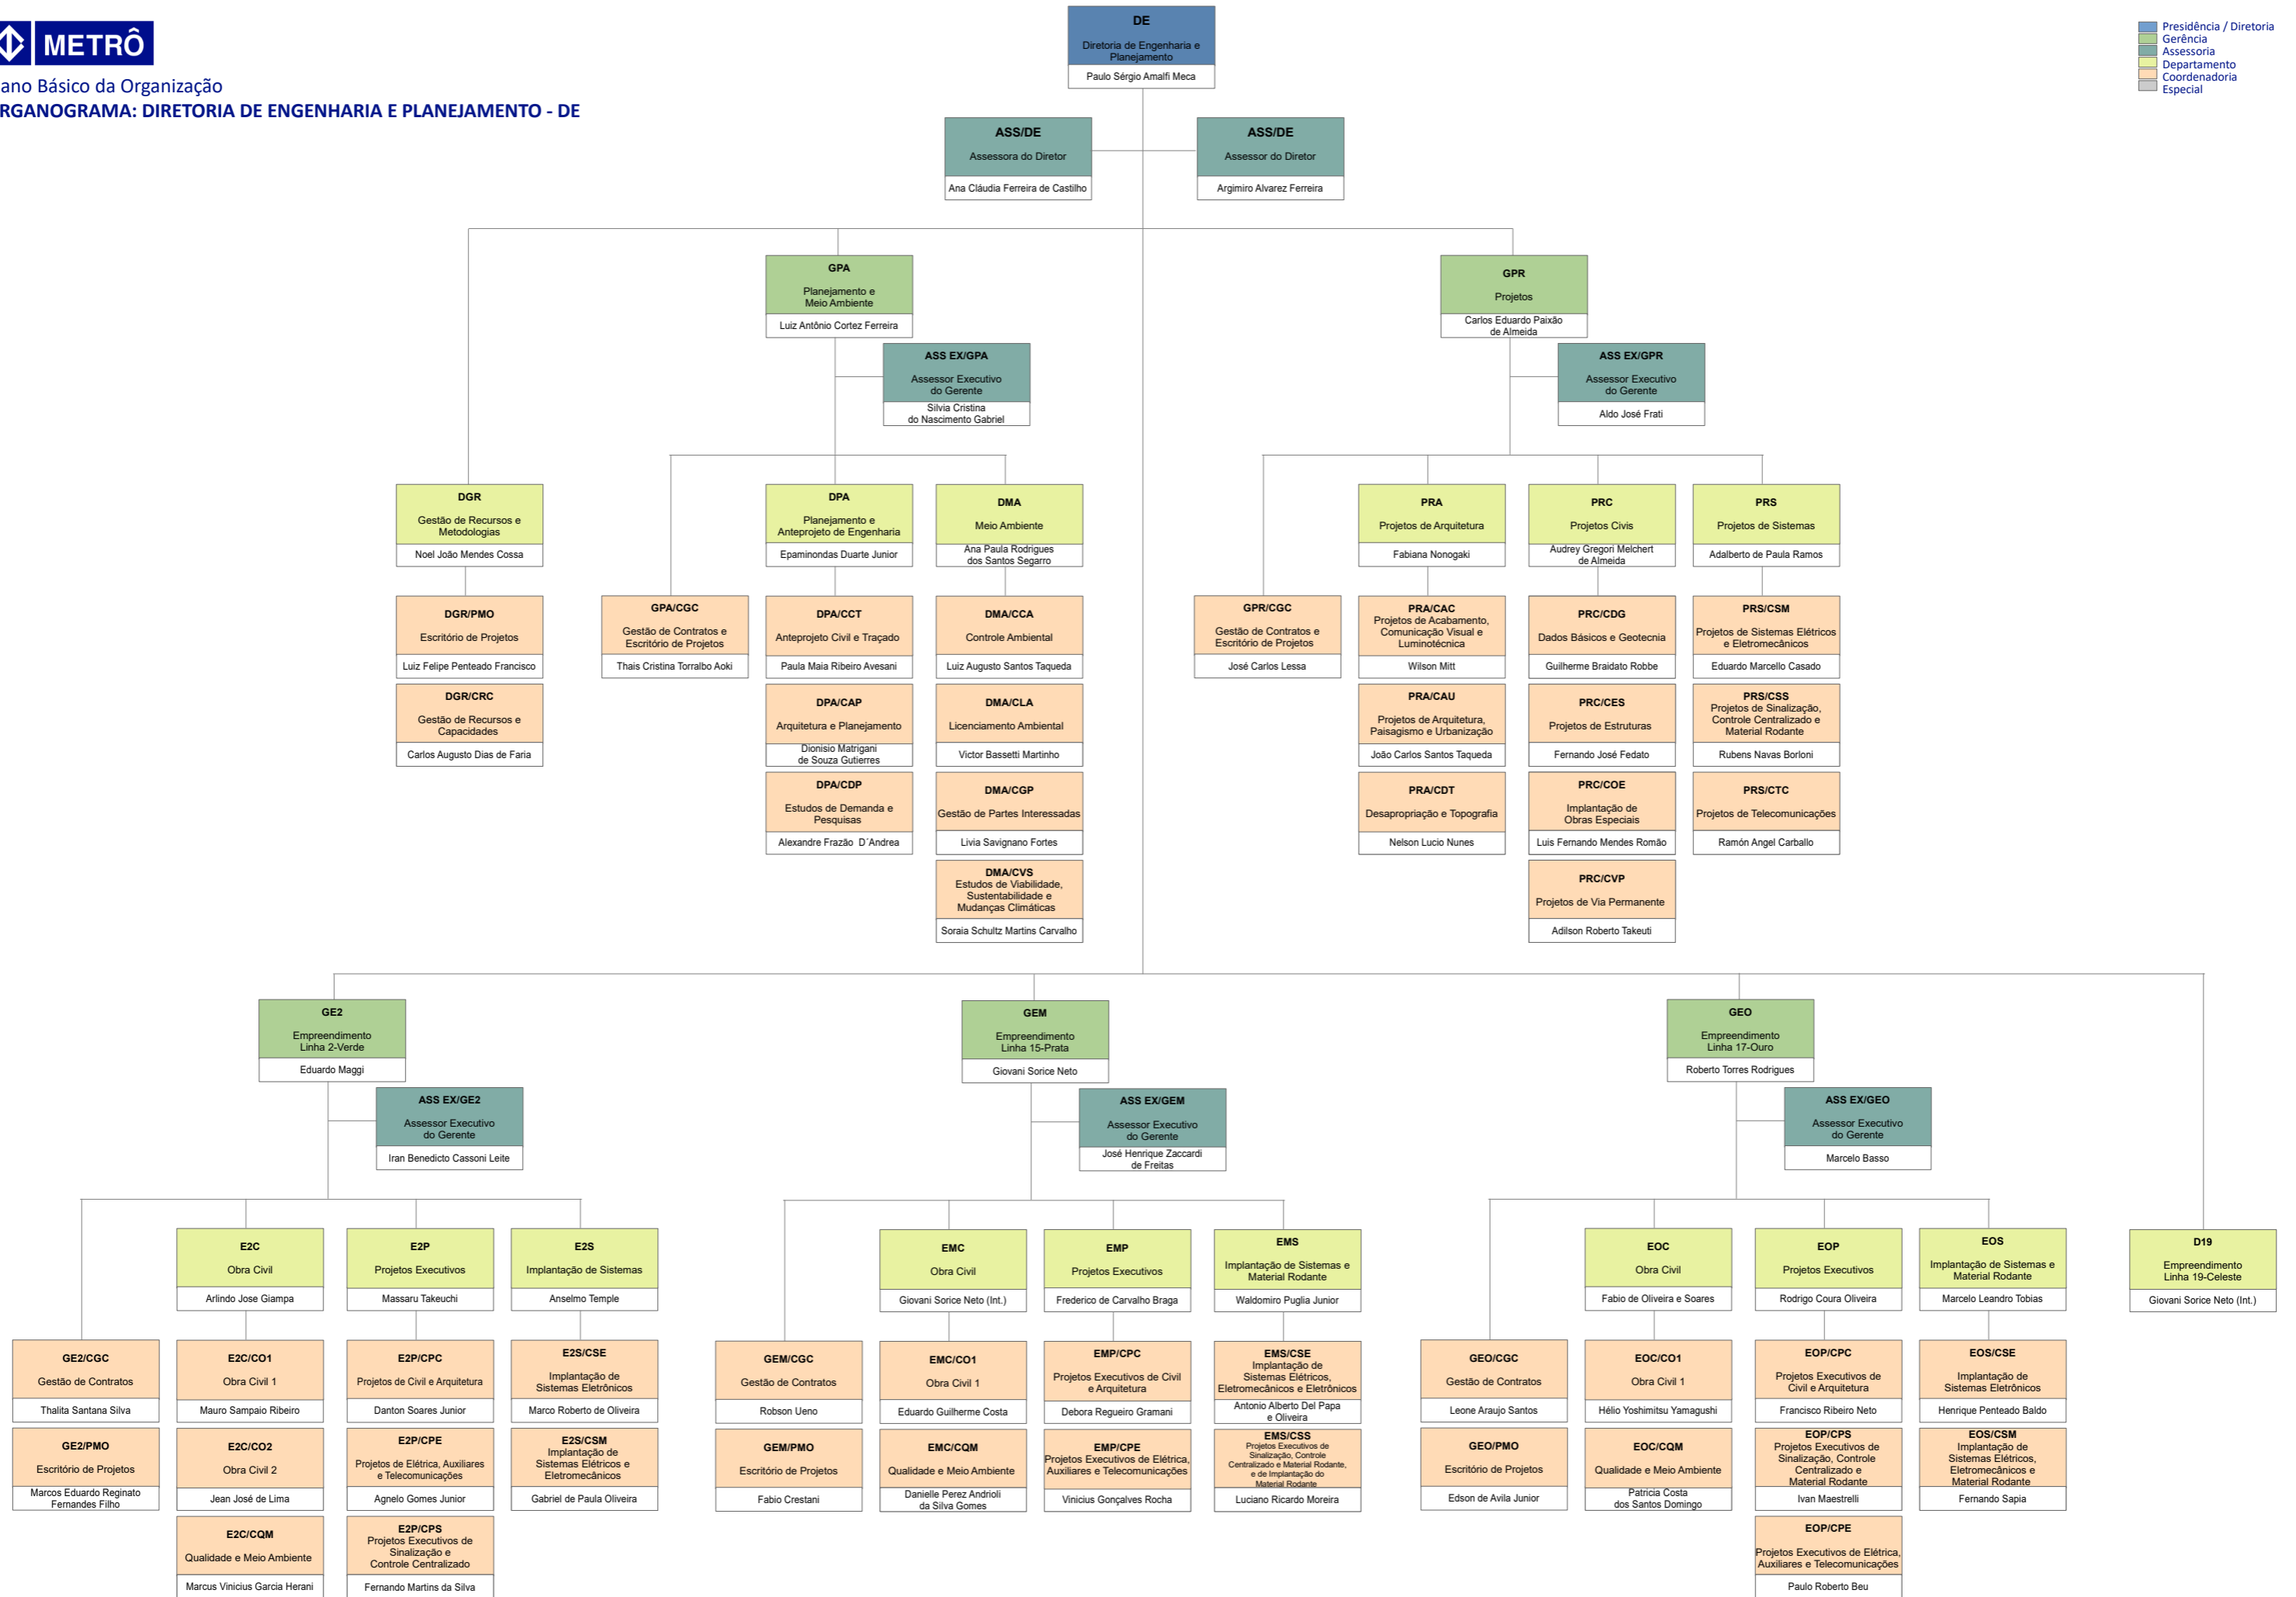 METRÔ
ano Básico da Organização
RGANOGRAMA: DIRETORIA DE ENGENHARIA E PLANEJAMENTO - DE
Presidência / Diretoria
Gerência
Assessoria
Departamento
Coordenadoria
Especial
DE
Diretoria de Engenharia e
Planejamento
Paulo Sérgio Amalfi Meca
ASS/DE
Assessora do Diretor
Ana Cláudia Ferreira de Castilho
ASS/DE
Assessor do Diretor
Argimiro Alvarez Ferreira
GPA
Planejamento e
Meio Ambiente
Luiz Antônio Cortez Ferreira
ASS EX/GPA
Assessor Executivo
do Gerente
Silvia Cristina
do Nascimento Gabriel
GPR
Projetos
Carlos Eduardo Paixão
de Almeida
ASS EX/GPR
Assessor Executivo
do Gerente
Aldo José Frati
DGR
Gestão de Recursos e
Metodologias
Noel João Mendes Cossa
DGR/PMO
Escritório de Projetos
Luiz Felipe Penteado Francisco
DGR/CRC
Gestão de Recursos e
Capacidades
Carlos Augusto Dias de Faria
GPA/CGC
Gestão de Contratos e
Escritório de Projetos
Thais Cristina Torralbo Aoki
DPA
Planejamento e
Anteprojeto de Engenharia
Epaminondas Duarte Junior
DPA/CCT
Anteprojeto Civil e Traçado
Paula Maia Ribeiro Avesani
DPA/CAP
Arquitetura e Planejamento
Dionisio Matrigani
de Souza Gutierres
DPA/CDP
Estudos de Demanda e
Pesquisas
Alexandre Frazão D´Andrea
DMA
Meio Ambiente
Ana Paula Rodrigues
dos Santos Segarro
DMA/CCA
Controle Ambiental
Luiz Augusto Santos Taqueda
DMA/CLA
Licenciamento Ambiental
Victor Bassetti Martinho
DMA/CGP
Gestão de Partes Interessadas
Livia Savignano Fortes
DMA/CVS
Estudos de Viabilidade,
Sustentabilidade e
Mudanças Climáticas
Soraia Schultz Martins Carvalho
GPR/CGC
Gestão de Contratos e
Escritório de Projetos
José Carlos Lessa
PRA
Projetos de Arquitetura
Fabiana Nonogaki
PRA/CAC
Projetos de Acabamento,
Comunicação Visual e
Luminotécnica
Wilson Mitt
PRA/CAU
Projetos de Arquitetura,
Paisagismo e Urbanização
João Carlos Santos Taqueda
PRA/CDT
Desapropriação e Topografia
Nelson Lucio Nunes
PRC
Projetos Civis
Audrey Gregori Melchert
de Almeida
PRC/CDG
Dados Básicos e Geotecnia
Guilherme Braidato Robbe
PRC/CES
Projetos de Estruturas
Fernando José Fedato
PRC/COE
Implantação de
Obras Especiais
Luis Fernando Mendes Romão
PRC/CVP
Projetos de Via Permanente
Adilson Roberto Takeuti
PRS
Projetos de Sistemas
Adalberto de Paula Ramos
PRS/CSM
Projetos de Sistemas Elétricos
e Eletromecânicos
Eduardo Marcello Casado
PRS/CSS
Projetos de Sinalização,
Controle Centralizado e
Material Rodante
Rubens Navas Borloni
PRS/CTC
Projetos de Telecomunicações
Ramón Angel Carballo
GE2
Empreendimento
Linha 2-Verde
Eduardo Maggi
ASS EX/GE2
Assessor Executivo
do Gerente
Iran Benedicto Cassoni Leite
GEM
Empreendimento
Linha 15-Prata
Giovani Sorice Neto
ASS EX/GEM
Assessor Executivo
do Gerente
José Henrique Zaccardi
de Freitas
GEO
Empreendimento
Linha 17-Ouro
Roberto Torres Rodrigues
ASS EX/GEO
Assessor Executivo
do Gerente
Marcelo Basso
GE2/CGC
Gestão de Contratos
Thalita Santana Silva
GE2/PMO
Escritório de Projetos
Marcos Eduardo Reginato
Fernandes Filho
E2C
Obra Civil
Arlindo Jose Giampa
E2C/CO1
Obra Civil 1
Mauro Sampaio Ribeiro
E2C/CO2
Obra Civil 2
Jean José de Lima
E2C/CQM
Qualidade e Meio Ambiente
Marcus Vinicius Garcia Herani
E2P
Projetos Executivos
Massaru Takeuchi
E2P/CPC
Projetos de Civil e Arquitetura
Danton Soares Junior
E2P/CPE
Projetos de Elétrica, Auxiliares
e Telecomunicações
Agnelo Gomes Junior
E2P/CPS
Projetos Executivos de
Sinalização e
Controle Centralizado
Fernando Martins da Silva
E2S
Implantação de Sistemas
Anselmo Temple
E2S/CSE
Implantação de
Sistemas Eletrônicos
Marco Roberto de Oliveira
E2S/CSM
Implantação de
Sistemas Elétricos e
Eletromecânicos
Gabriel de Paula Oliveira
GEM/CGC
Gestão de Contratos
Robson Ueno
GEM/PMO
Escritório de Projetos
Fabio Crestani
EMC
Obra Civil
Giovani Sorice Neto (Int.)
EMC/CO1
Obra Civil 1
Eduardo Guilherme Costa
EMC/CQM
Qualidade e Meio Ambiente
Danielle Perez Andrioli
da Silva Gomes
EMP
Projetos Executivos
Frederico de Carvalho Braga
EMP/CPC
Projetos Executivos de Civil
e Arquitetura
Debora Regueiro Gramani
EMP/CPE
Projetos Executivos de Elétrica,
Auxiliares e Telecomunicações
Vinicius Gonçalves Rocha
EMS
Implantação de Sistemas e
Material Rodante
Waldomiro Puglia Junior
EMS/CSE
Implantação de
Sistemas Elétricos,
Eletromecânicos e Eletrônicos
Antonio Alberto Del Papa
e Oliveira
EMS/CSS
Projetos Executivos de
Sinalização, Controle
Centralizado e Material Rodante,
e de Implantação do
Material Rodante
Luciano Ricardo Moreira
GEO/CGC
Gestão de Contratos
Leone Araujo Santos
GEO/PMO
Escritório de Projetos
Edson de Avila Junior
EOC
Obra Civil
Fabio de Oliveira e Soares
EOC/CO1
Obra Civil 1
Hélio Yoshimitsu Yamagushi
EOC/CQM
Qualidade e Meio Ambiente
Patricia Costa
dos Santos Domingo
EOP
Projetos Executivos
Rodrigo Coura Oliveira
EOP/CPC
Projetos Executivos de
Civil e Arquitetura
Francisco Ribeiro Neto
EOP/CPS
Projetos Executivos de
Sinalização, Controle
Centralizado e
Material Rodante
Ivan Maestrelli
EOP/CPE
Projetos Executivos de Elétrica,
Auxiliares e Telecomunicações
Paulo Roberto Beu
EOS
Implantação de Sistemas e
Material Rodante
Marcelo Leandro Tobias
EOS/CSE
Implantação de
Sistemas Eletrônicos
Henrique Penteado Baldo
EOS/CSM
Implantação de
Sistemas Elétricos,
Eletromecânicos e
Material Rodante
Fernando Sapia
D19
Empreendimento
Linha 19-Celeste
Giovani Sorice Neto (Int.)